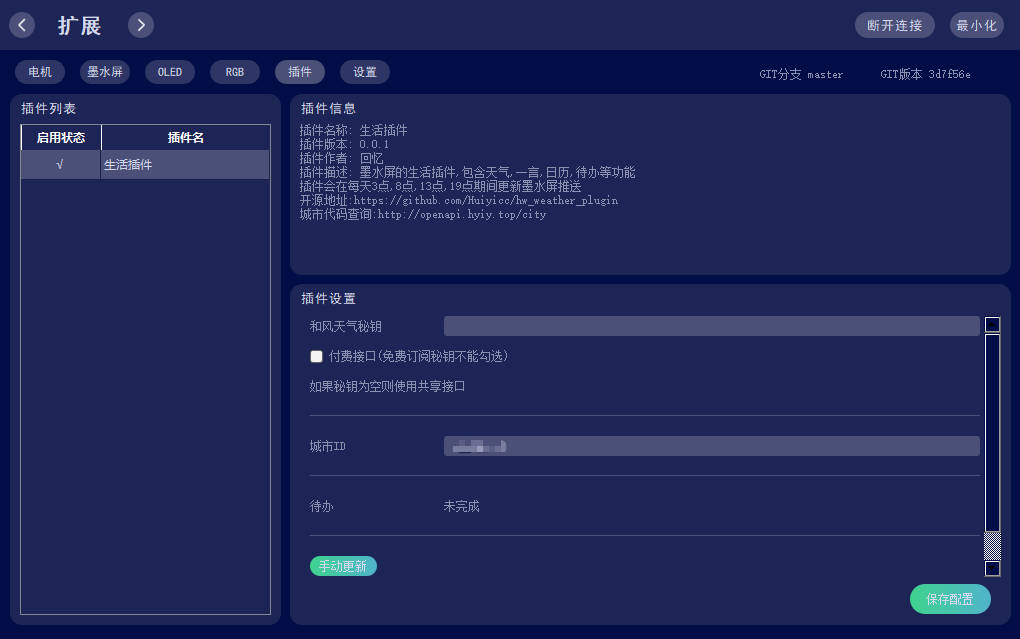 扩展
断开连接
最小化
电机
墨水屏
OLED
RGB
插件
设置
GIT分支 master
GIT版本 3d7f56e
插件列表
启用状态
插件名
√
生活插件
插件信息
插件名称: 生活插件
插件版本: 0.0.1
插件作者: 回忆
插件描述: 墨水屏的生活插件,包含天气,一言,日历,待办等功能
插件会在每天3点,8点,13点,19点期间更新墨水屏推送
开源地址:https://github.com/Huiyicc/hw_weather_plugin
城市代码查询:http://openapi.hyiy.top/city
插件设置
和风天气秘钥
付费接口(免费订阅秘钥不能勾选)
如果秘钥为空则使用共享接口
城市ID
待办
未完成
手动更新
保存配置